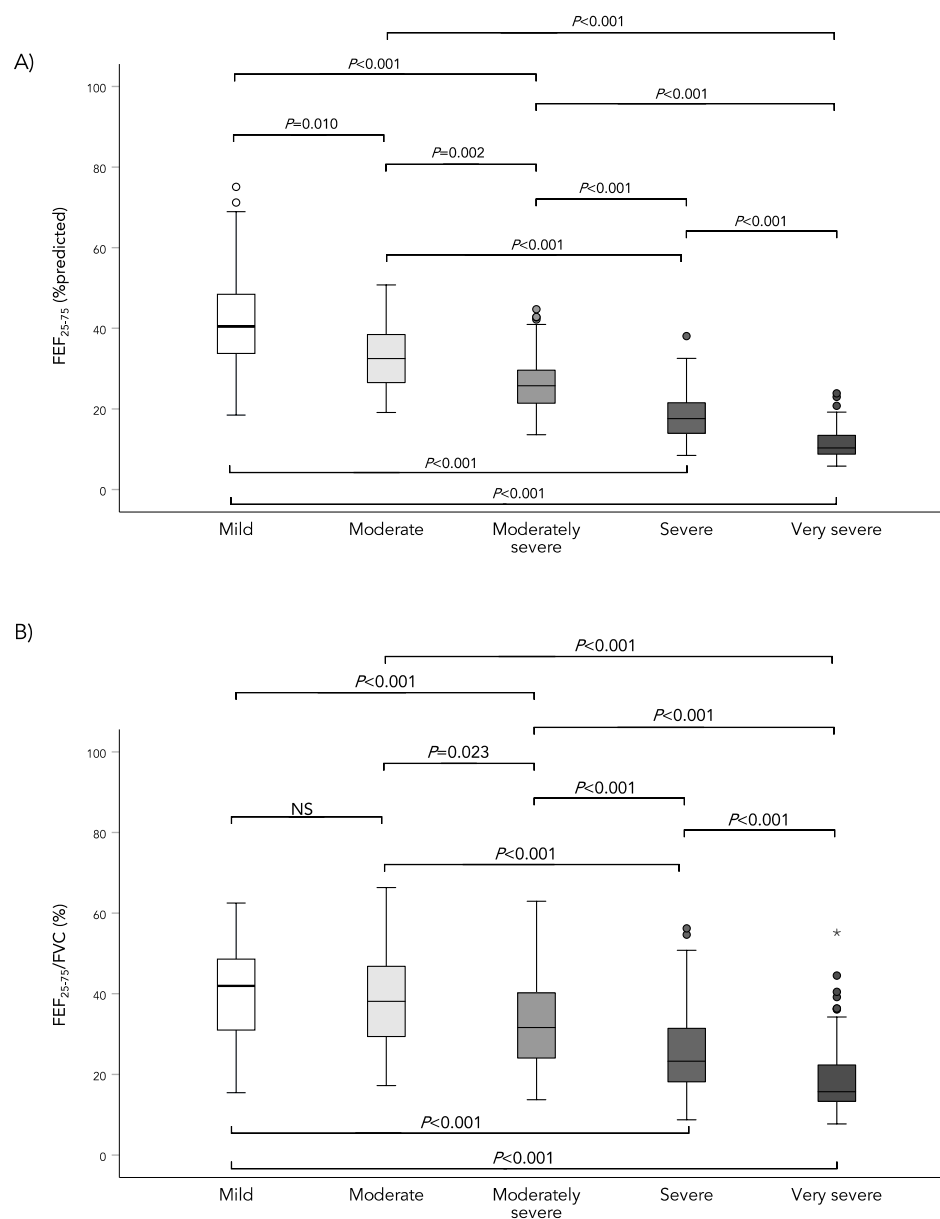 P<0.001
A)
P<0.001
100
P<0.001
P=0.010
P=0.002
80
P<0.001
P<0.001
P<0.001
60
FEF25-75 (%predicted)
40
20
P<0.001
0
P<0.001
Mild
Moderate
Moderately
severe
Severe
Very severe
B)
P<0.001
P<0.001
P<0.001
100
P=0.023
P<0.001
NS
P<0.001
80
P<0.001
60
FEF25-75/FVC (%)
40
20
P<0.001
0
P<0.001
Mild
Moderate
Moderately
severe
Severe
Very severe